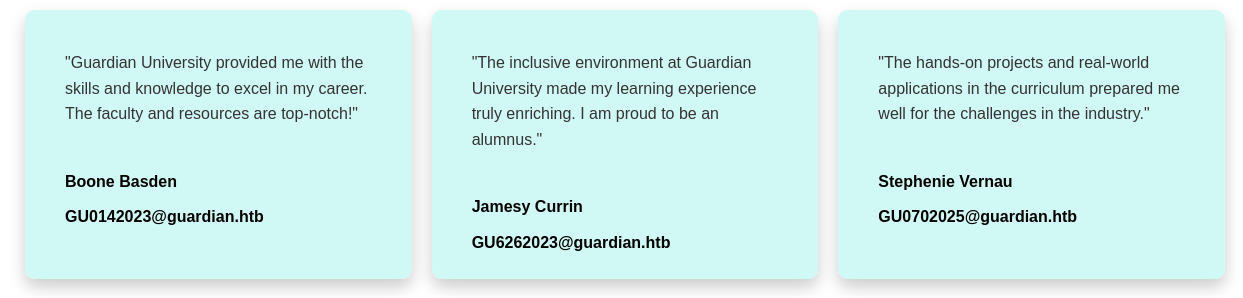 "Guardian University provided me with the
skills and knowledge to excel in my career.
The faculty and resources are top-notch!"
Boone Basden
GU0142023@guardian.htb
"The inclusive environment at Guardian
University made my learning experience
truly enriching. I am proud to be an
alumnus."
Jamesy Currin
GU6262023@guardian.htb
"The hands-on projects and real-world
applications in the curriculum prepared me
well for the challenges in the industry."
Stephenie Vernau
GU0702025@guardian.htb